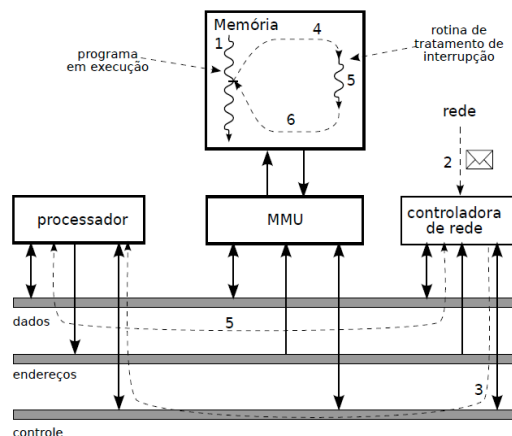 Memória
1
4
programa
em execução
rotina de
tratamento de
interrupção
5
6
rede
2
processador
MMU
controladora
de rede
dados
5
endereços
3
controle